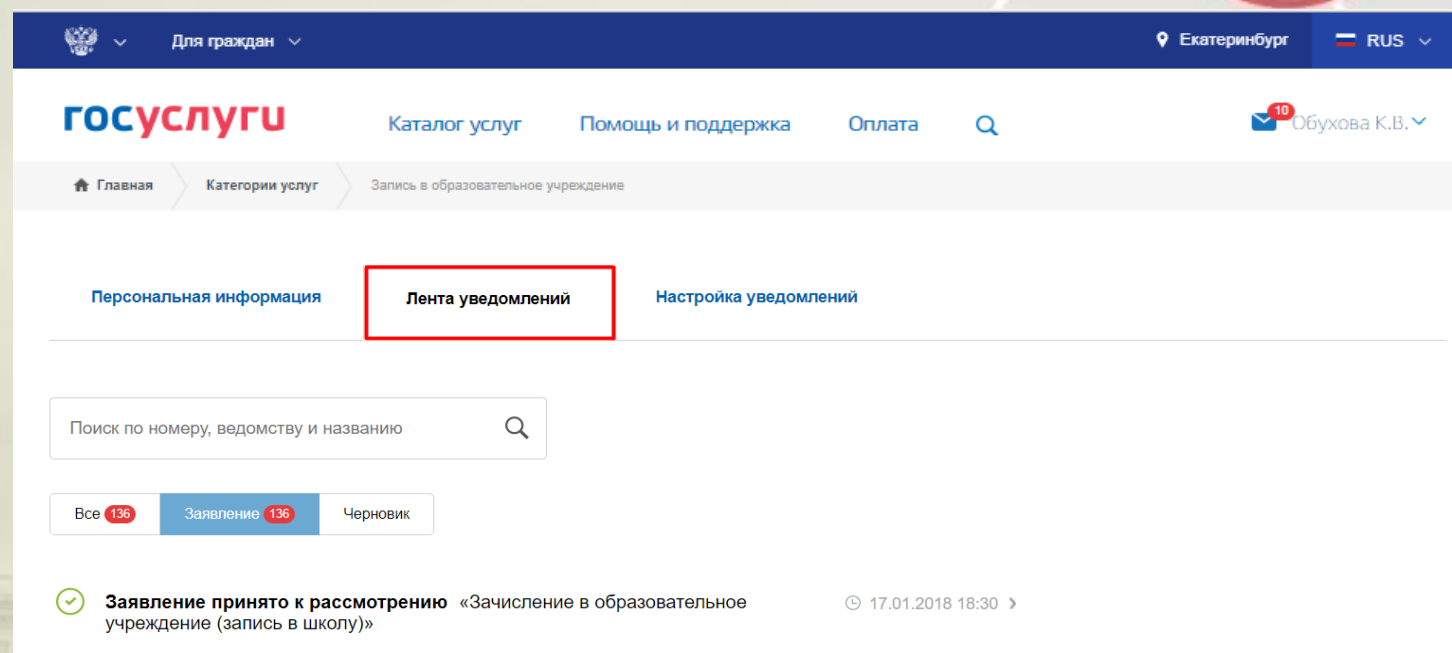 Для граждан
Екатеринбург
RUS
госуслуги
Каталог услуг
Помощь и поддержка
Оплата
10
Обухова К.В.
Главная
Категории услуг
Запись в образовательное учреждение
Персональная информация
Лента уведомлений
Настройка уведомлений
Поиск по номеру, ведомству и названию
Все 136
Заявление 136
Черновик
Заявление принято к рассмотрению «Зачисление в образовательное
учреждение (запись в школу)»
17.01.2018 18:30